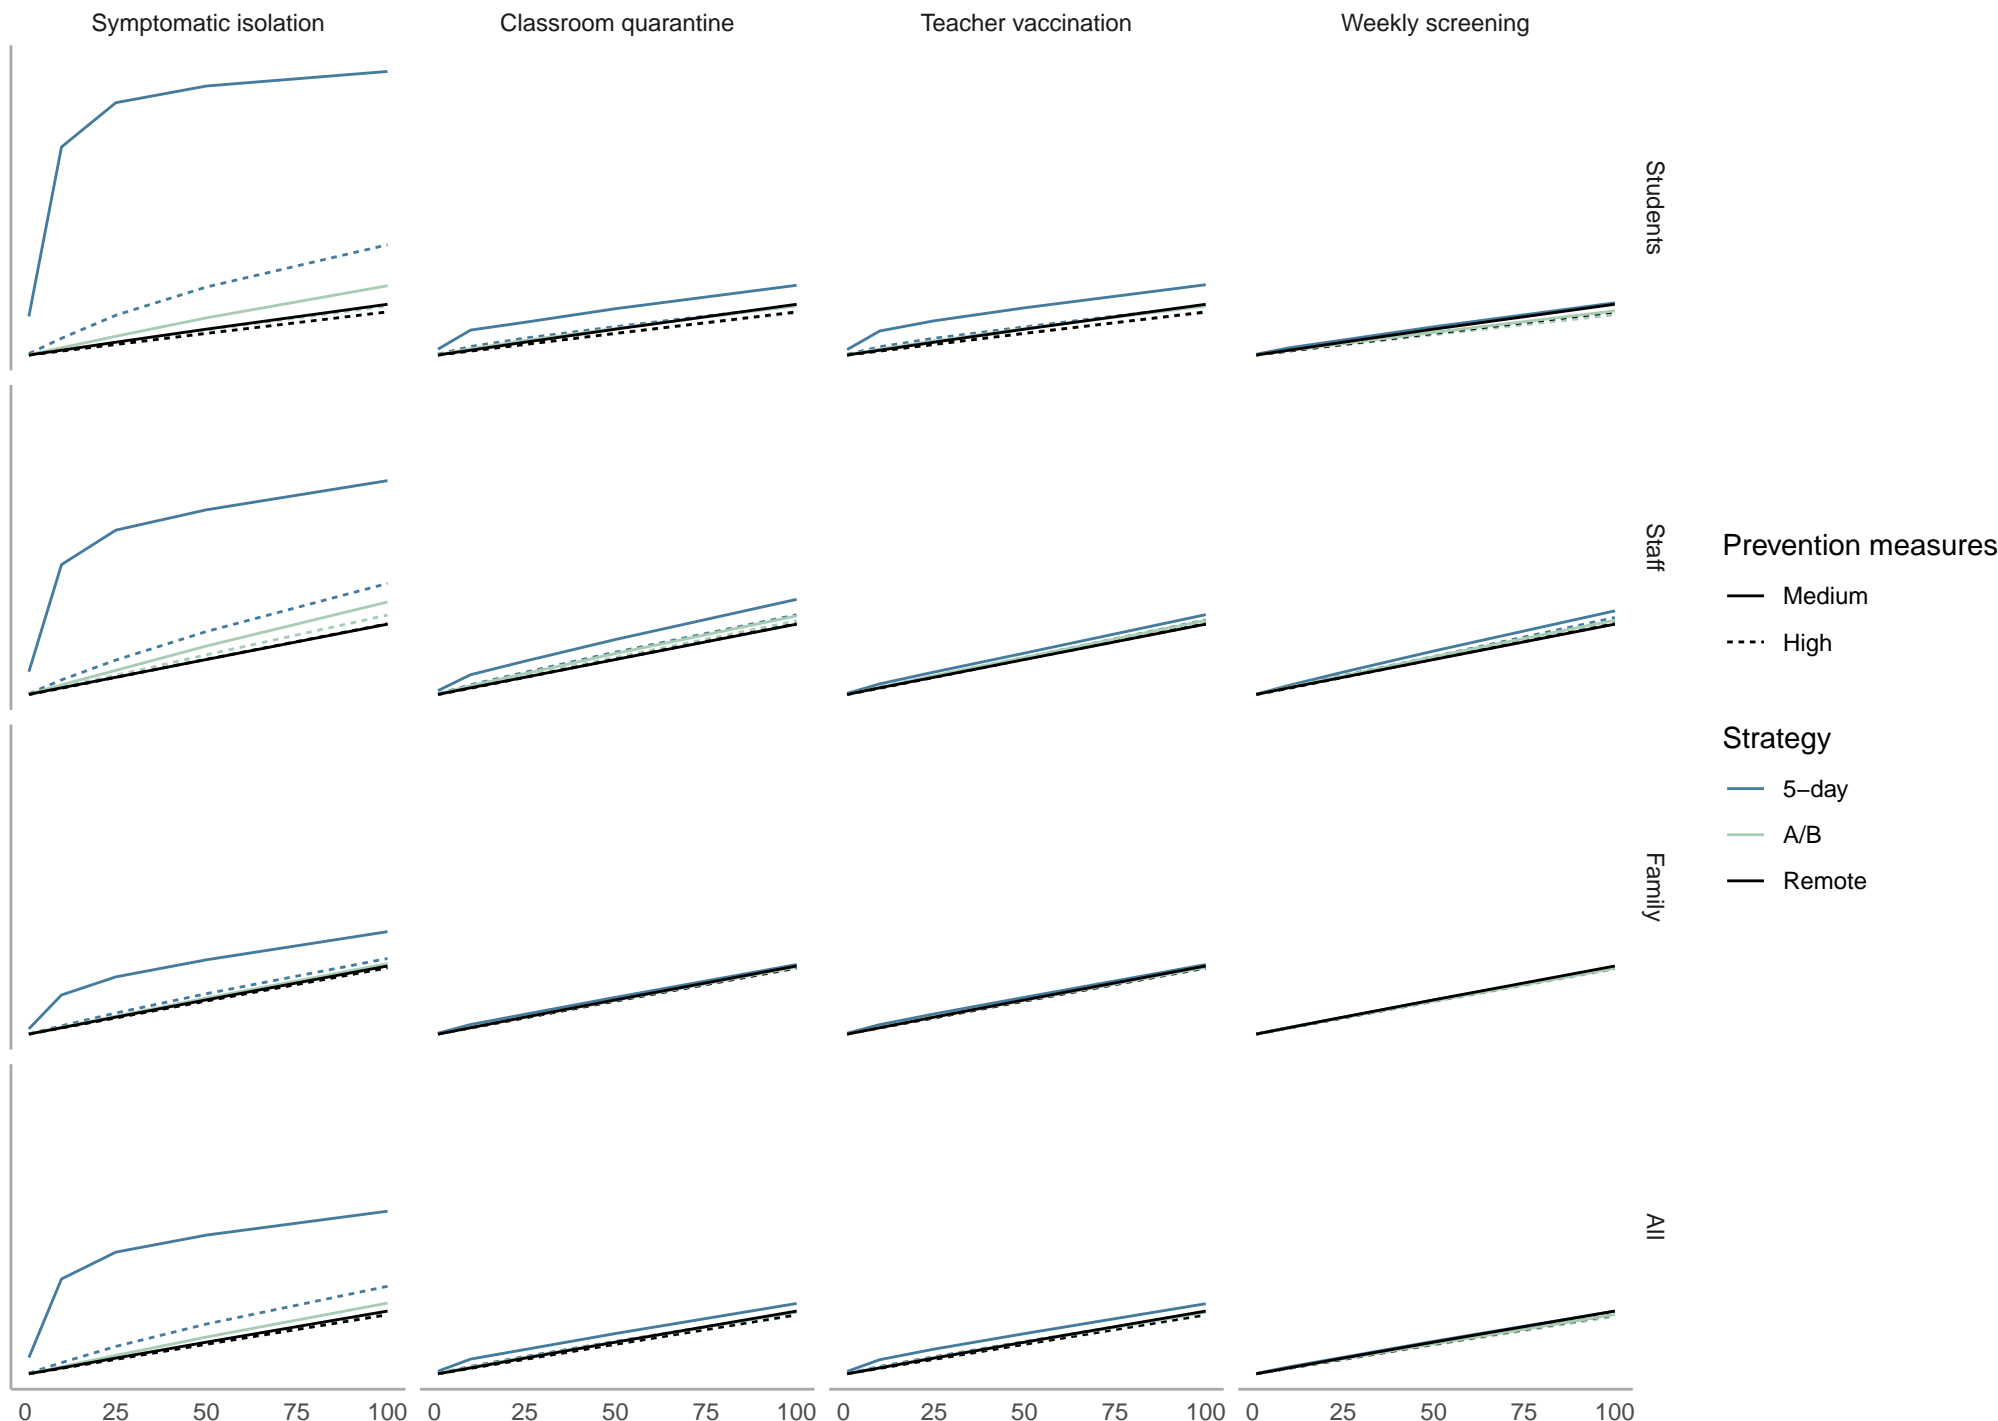 Symptomatic isolation Classroom quarantine Teacher vaccination Weekly screening
Students
Staff
Family
All
0 25 50 75 100 0 25 50 75 100 0 25 50 75 100 0 25 50 75 100
Prevention measures
Medium
High
Strategy
5−day
A/B
Remote